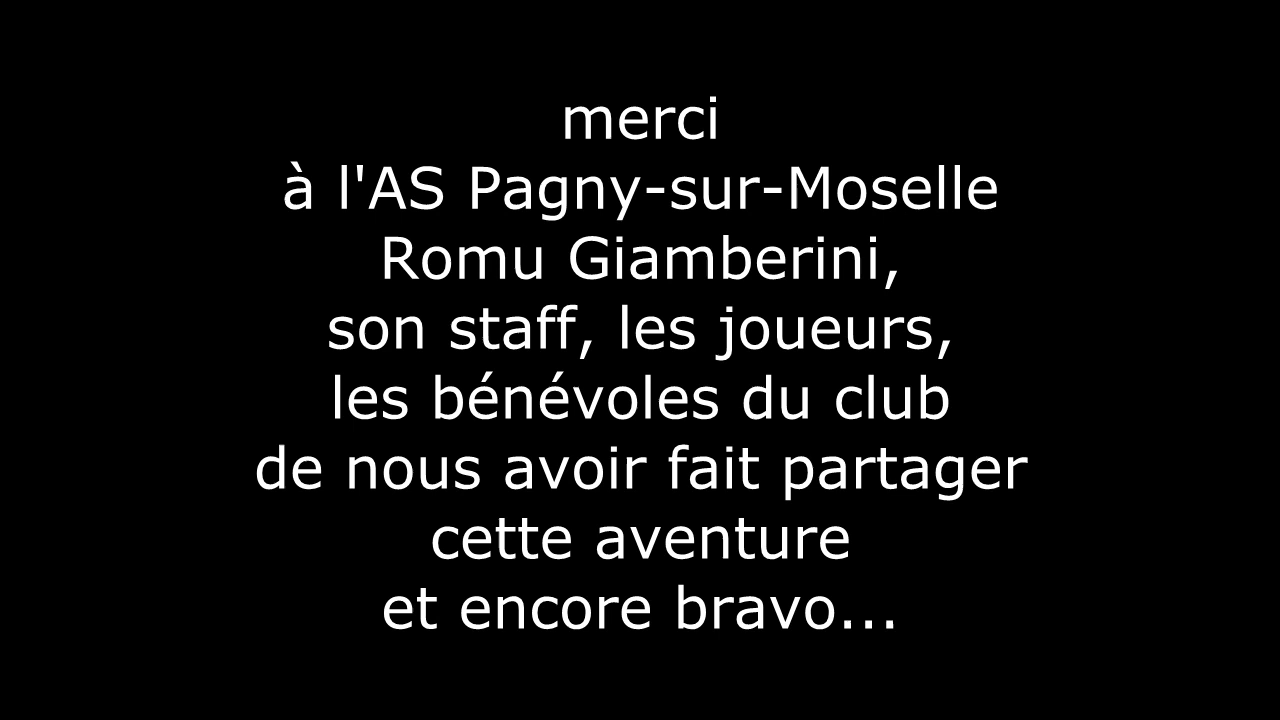 merci
à l'AS Pagny-sur-Moselle
Romu Giamberini,
son staff, les joueurs,
les bénévoles du club
de nous avoir fait partager
cette aventure
et encore bravo...